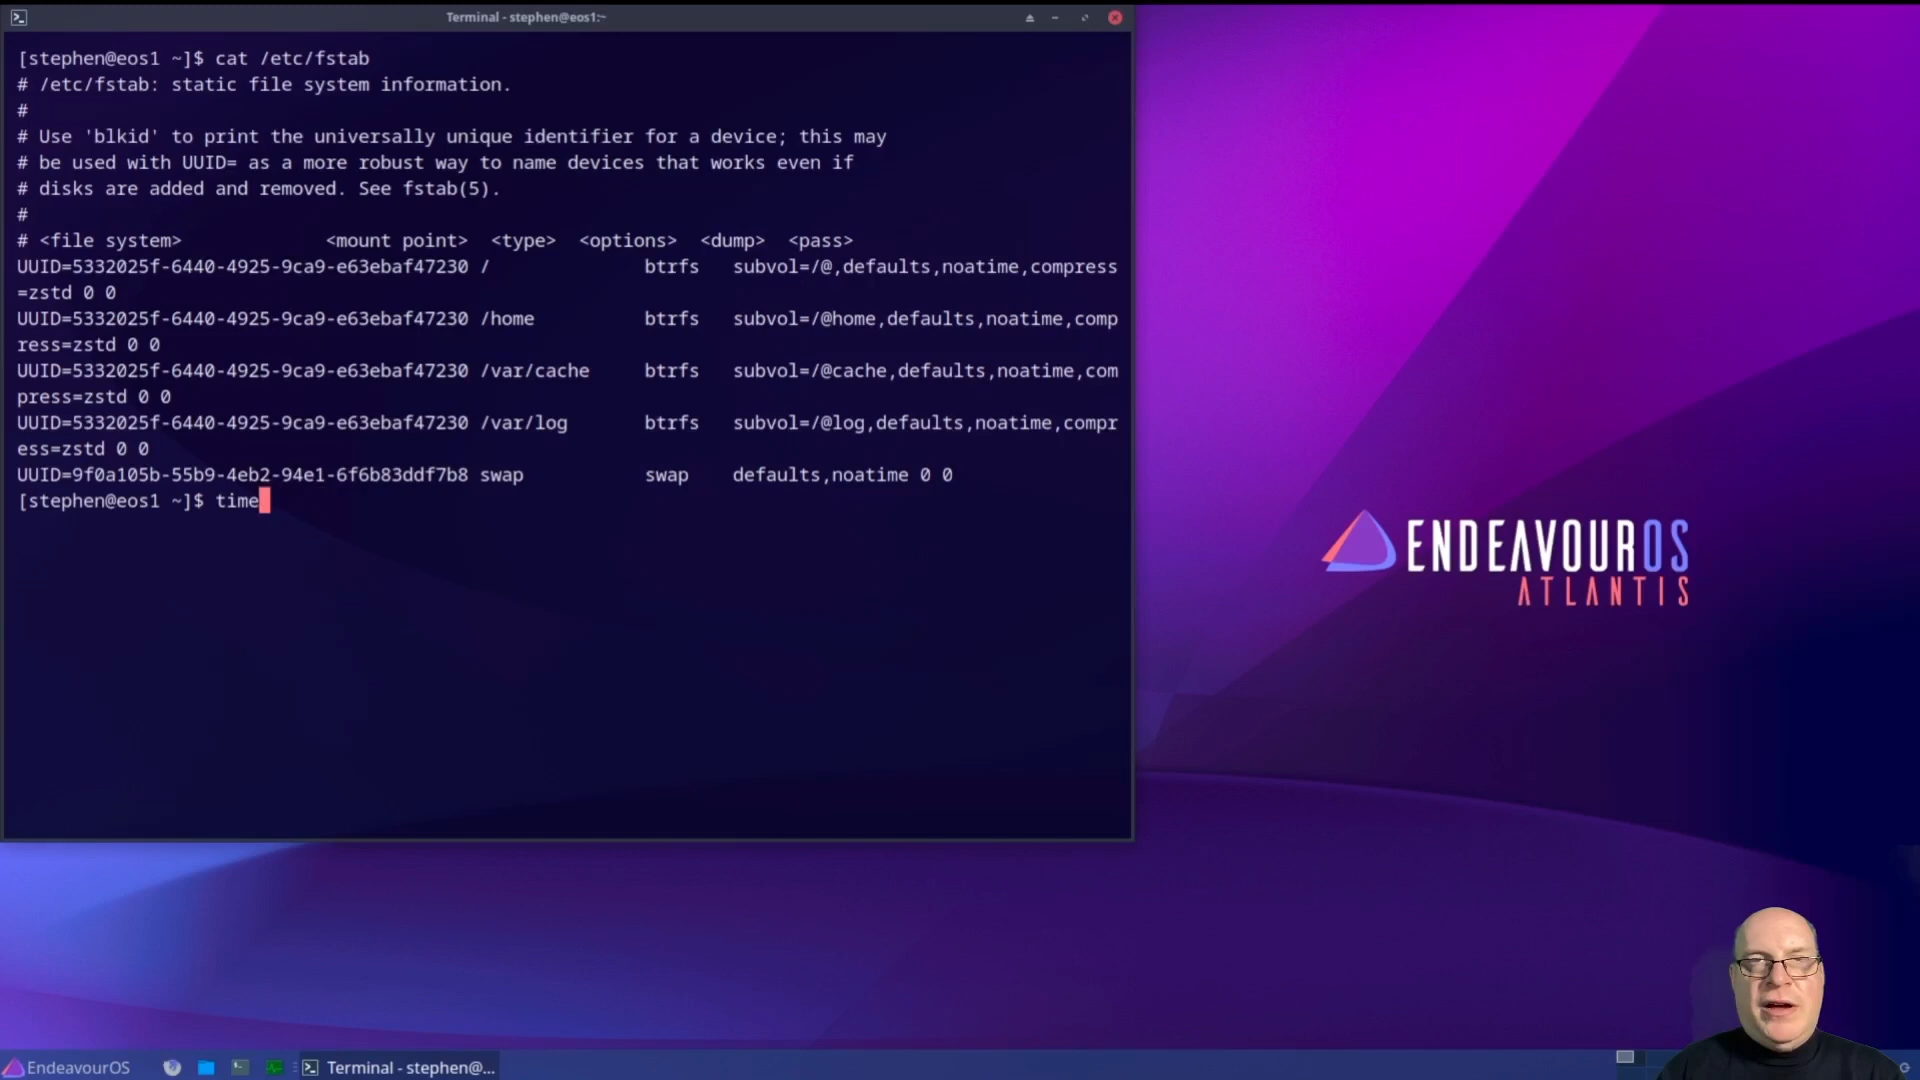 Terminal - stephen@eos1:~
[stephen@eos1 ~]$ cat /etc/fstab
# /etc/fstab: static file system information.
#
# Use 'blkid' to print the universally unique identifier for a device; this may
# be used with UUID= as a more robust way to name devices that works even if
# disks are added and removed. See fstab(5).
#
# <file system>             <mount point>  <type>  <options>  <dump>  <pass>
UUID=5332025f-6440-4925-9ca9-e63ebaf47230 /              btrfs   subvol=/@,defaults,noatime,compress
=zstd 0 0
UUID=5332025f-6440-4925-9ca9-e63ebaf47230 /home          btrfs   subvol=/@home,defaults,noatime,comp
ress=zstd 0 0
UUID=5332025f-6440-4925-9ca9-e63ebaf47230 /var/cache     btrfs   subvol=/@cache,defaults,noatime,com
press=zstd 0 0
UUID=5332025f-6440-4925-9ca9-e63ebaf47230 /var/log       btrfs   subvol=/@log,defaults,noatime,compr
ess=zstd 0 0
UUID=9f0a105b-55b9-4eb2-94e1-6f6b83ddf7b8 swap           swap    defaults,noatime 0 0
[stephen@eos1 ~]$ time
ENDEAVOUROS
ATLANTIS
EndeavourOS
Terminal - stephen@...